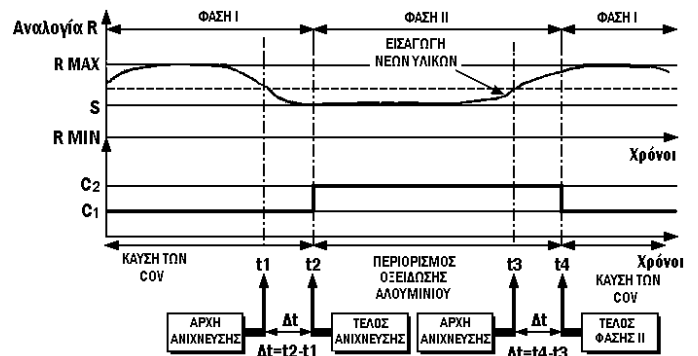 ΦΑΣΗ Ι ΦΑΣΗ ΙΙ ΦΑΣΗ Ι
Αναλογία R
R MAX
ΕΙΣΑΓΩΓΗ
ΝΕΩΝ ΥΛΙΚΩΝ
S
R MIN
Χρόνοι
C2
C1
Χρόνοι
ΚΑΥΣΗ ΤΩΝ
COV
t1 t2 t3 t4
ΠΕΡΙΟΡΙΣΜΟΣ
ΟΞΕΙΔΩΣΗΣ
ΑΛΟΥΜΙΝΙΟΥ
ΚΑΥΣΗ ΤΩΝ
COV
ΑΡΧΗ
ΑΝΙΧΝΕΥΣΗΣ
Δt
ΤΕΛΟΣ
ΑΝΙΧΝΕΥΣΗΣ
ΑΡΧΗ
ΑΝΙΧΝΕΥΣΗΣ
Δt
ΤΕΛΟΣ
ΦΑΣΗΣ ΙΙ
Δt=t2-t1
Δt=t4-t3